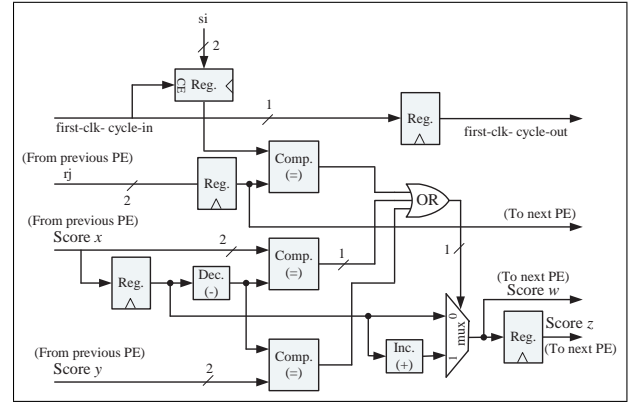 si
2
CE
Reg.
1
Reg.
first-clk- cycle-in
first-clk- cycle-out
(From previous PE)
rj
2
Reg.
Comp.
(=)
OR
(From previous PE)
Score x
2
(To next PE)
Comp.
(=)
1
1
Reg.
Dec.
(-)
(To next PE)
Score w
0
mux
1
Reg.
Score z
(To next PE)
(From previous PE)
Score y
2
Comp.
(=)
Inc.
(+)